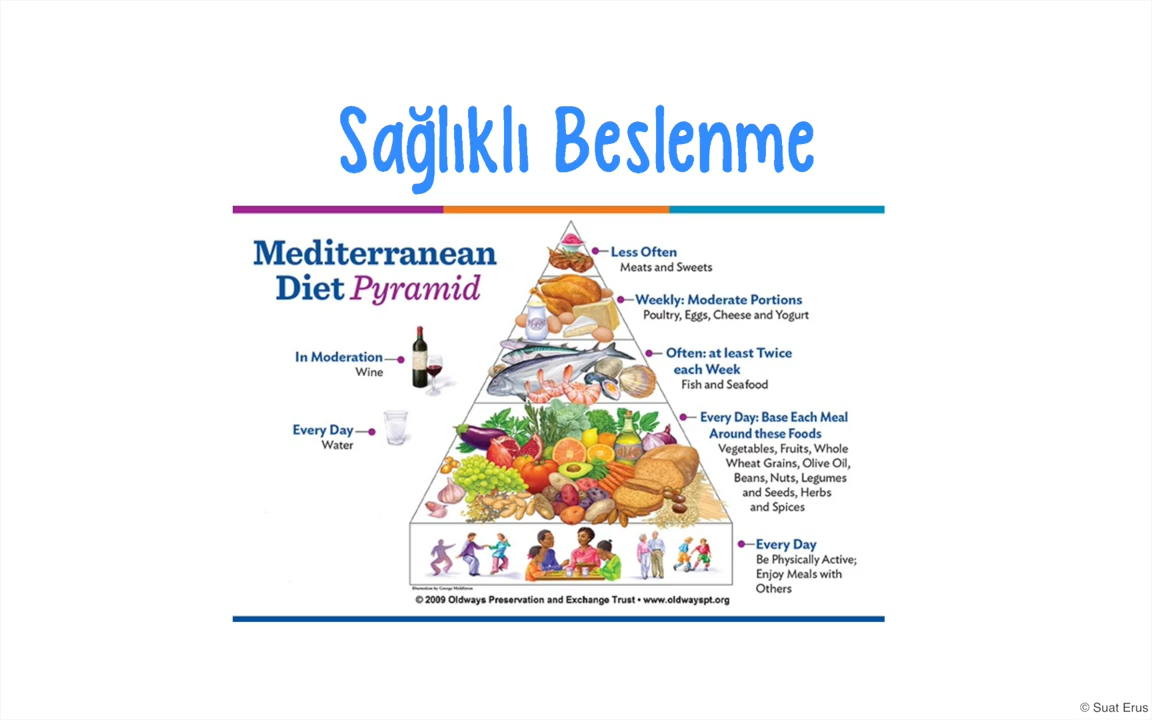 Sağlıklı Beslenme
Mediterranean
Diet Pyramid
Less Often
Meats and Sweets
Weekly: Moderate Portions
Poultry, Eggs, Cheese and Yogurt
In Moderation
Wine
Often: at least Twice
each Week
Fish and Seafood
Every Day
Water
Every Day: Base Each Meal
Around these Foods
Vegetables, Fruits, Whole
Wheat Grains, Olive Oil,
Beans, Nuts, Legumes
and Seeds, Herbs
and Spices
Every Day
Be Physically Active;
Enjoy Meals with
Others
Illustration by George Middleton
© 2009 Oldways Preservation and Exchange Trust • www.oldwayspt.org
© Suat Erus